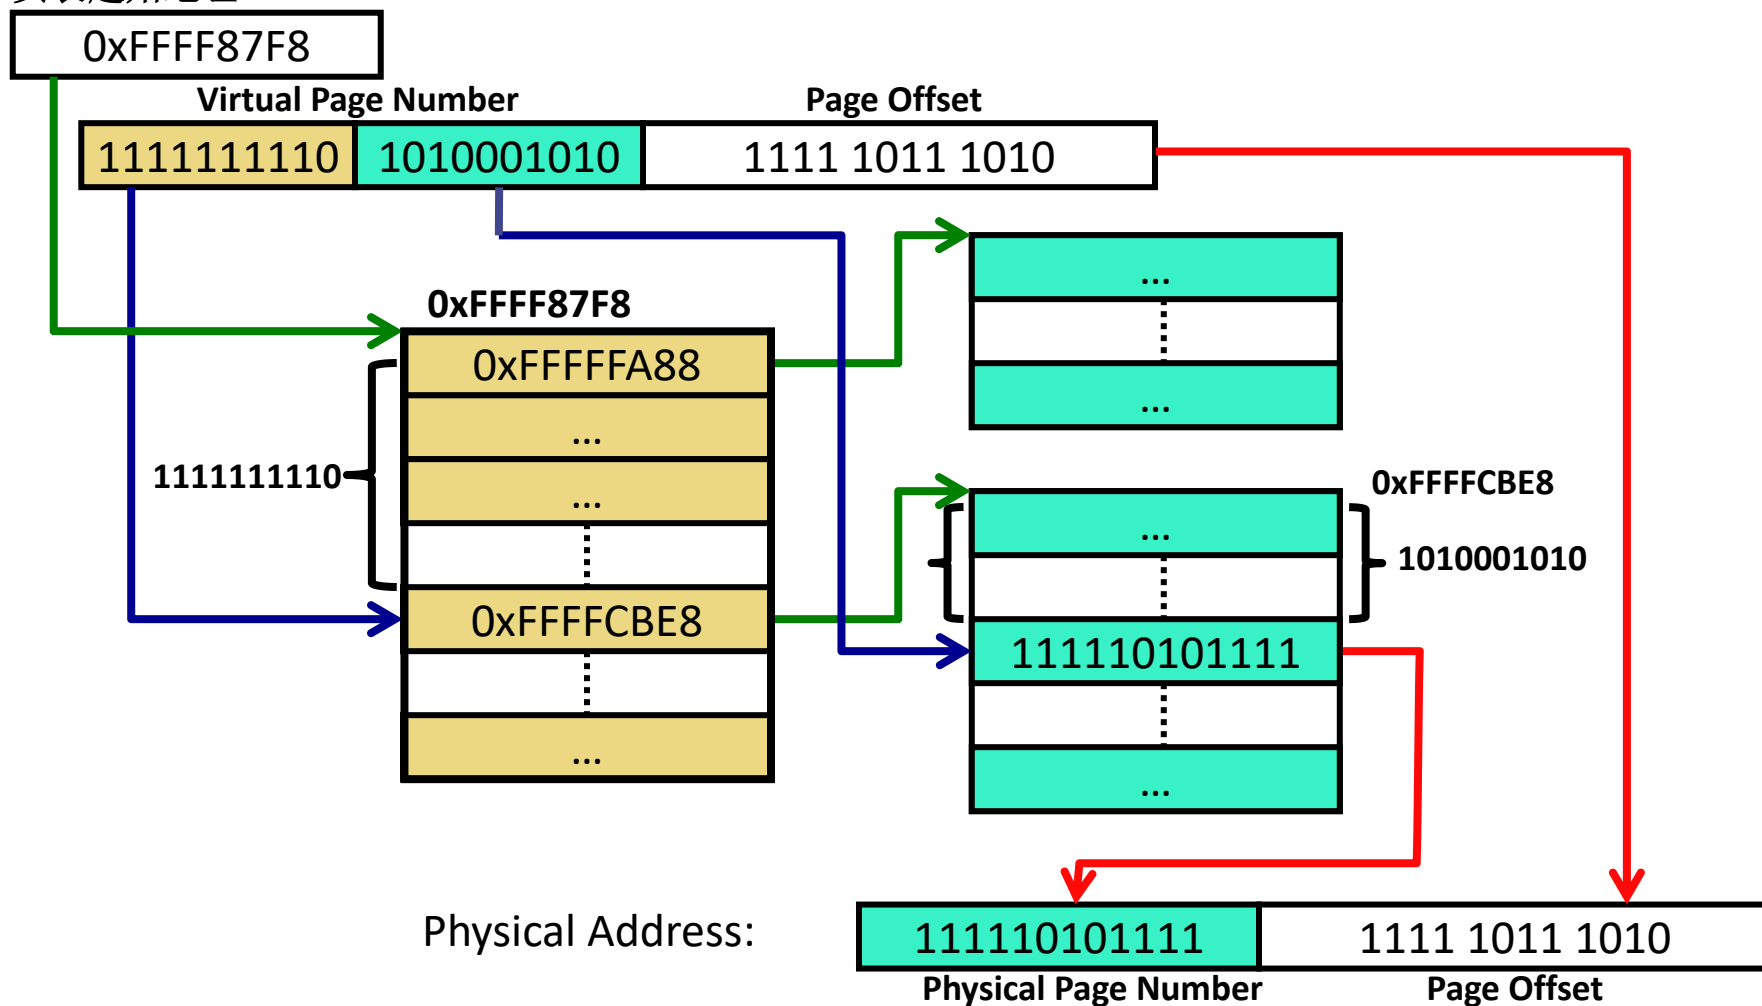 0xFFFF87F8
Virtual Page Number
Page Offset
1111111110
1010001010
1111 1011 1010
0xFFFF87F8
0xFFFFFA88
...
...
0xFFFFCBE8
...
1111111110
...
...
0xFFFFCBE8
...
1010001010
111110101111
...
Physical Address:
111110101111
1111 1011 1010
Physical Page Number
Page Offset